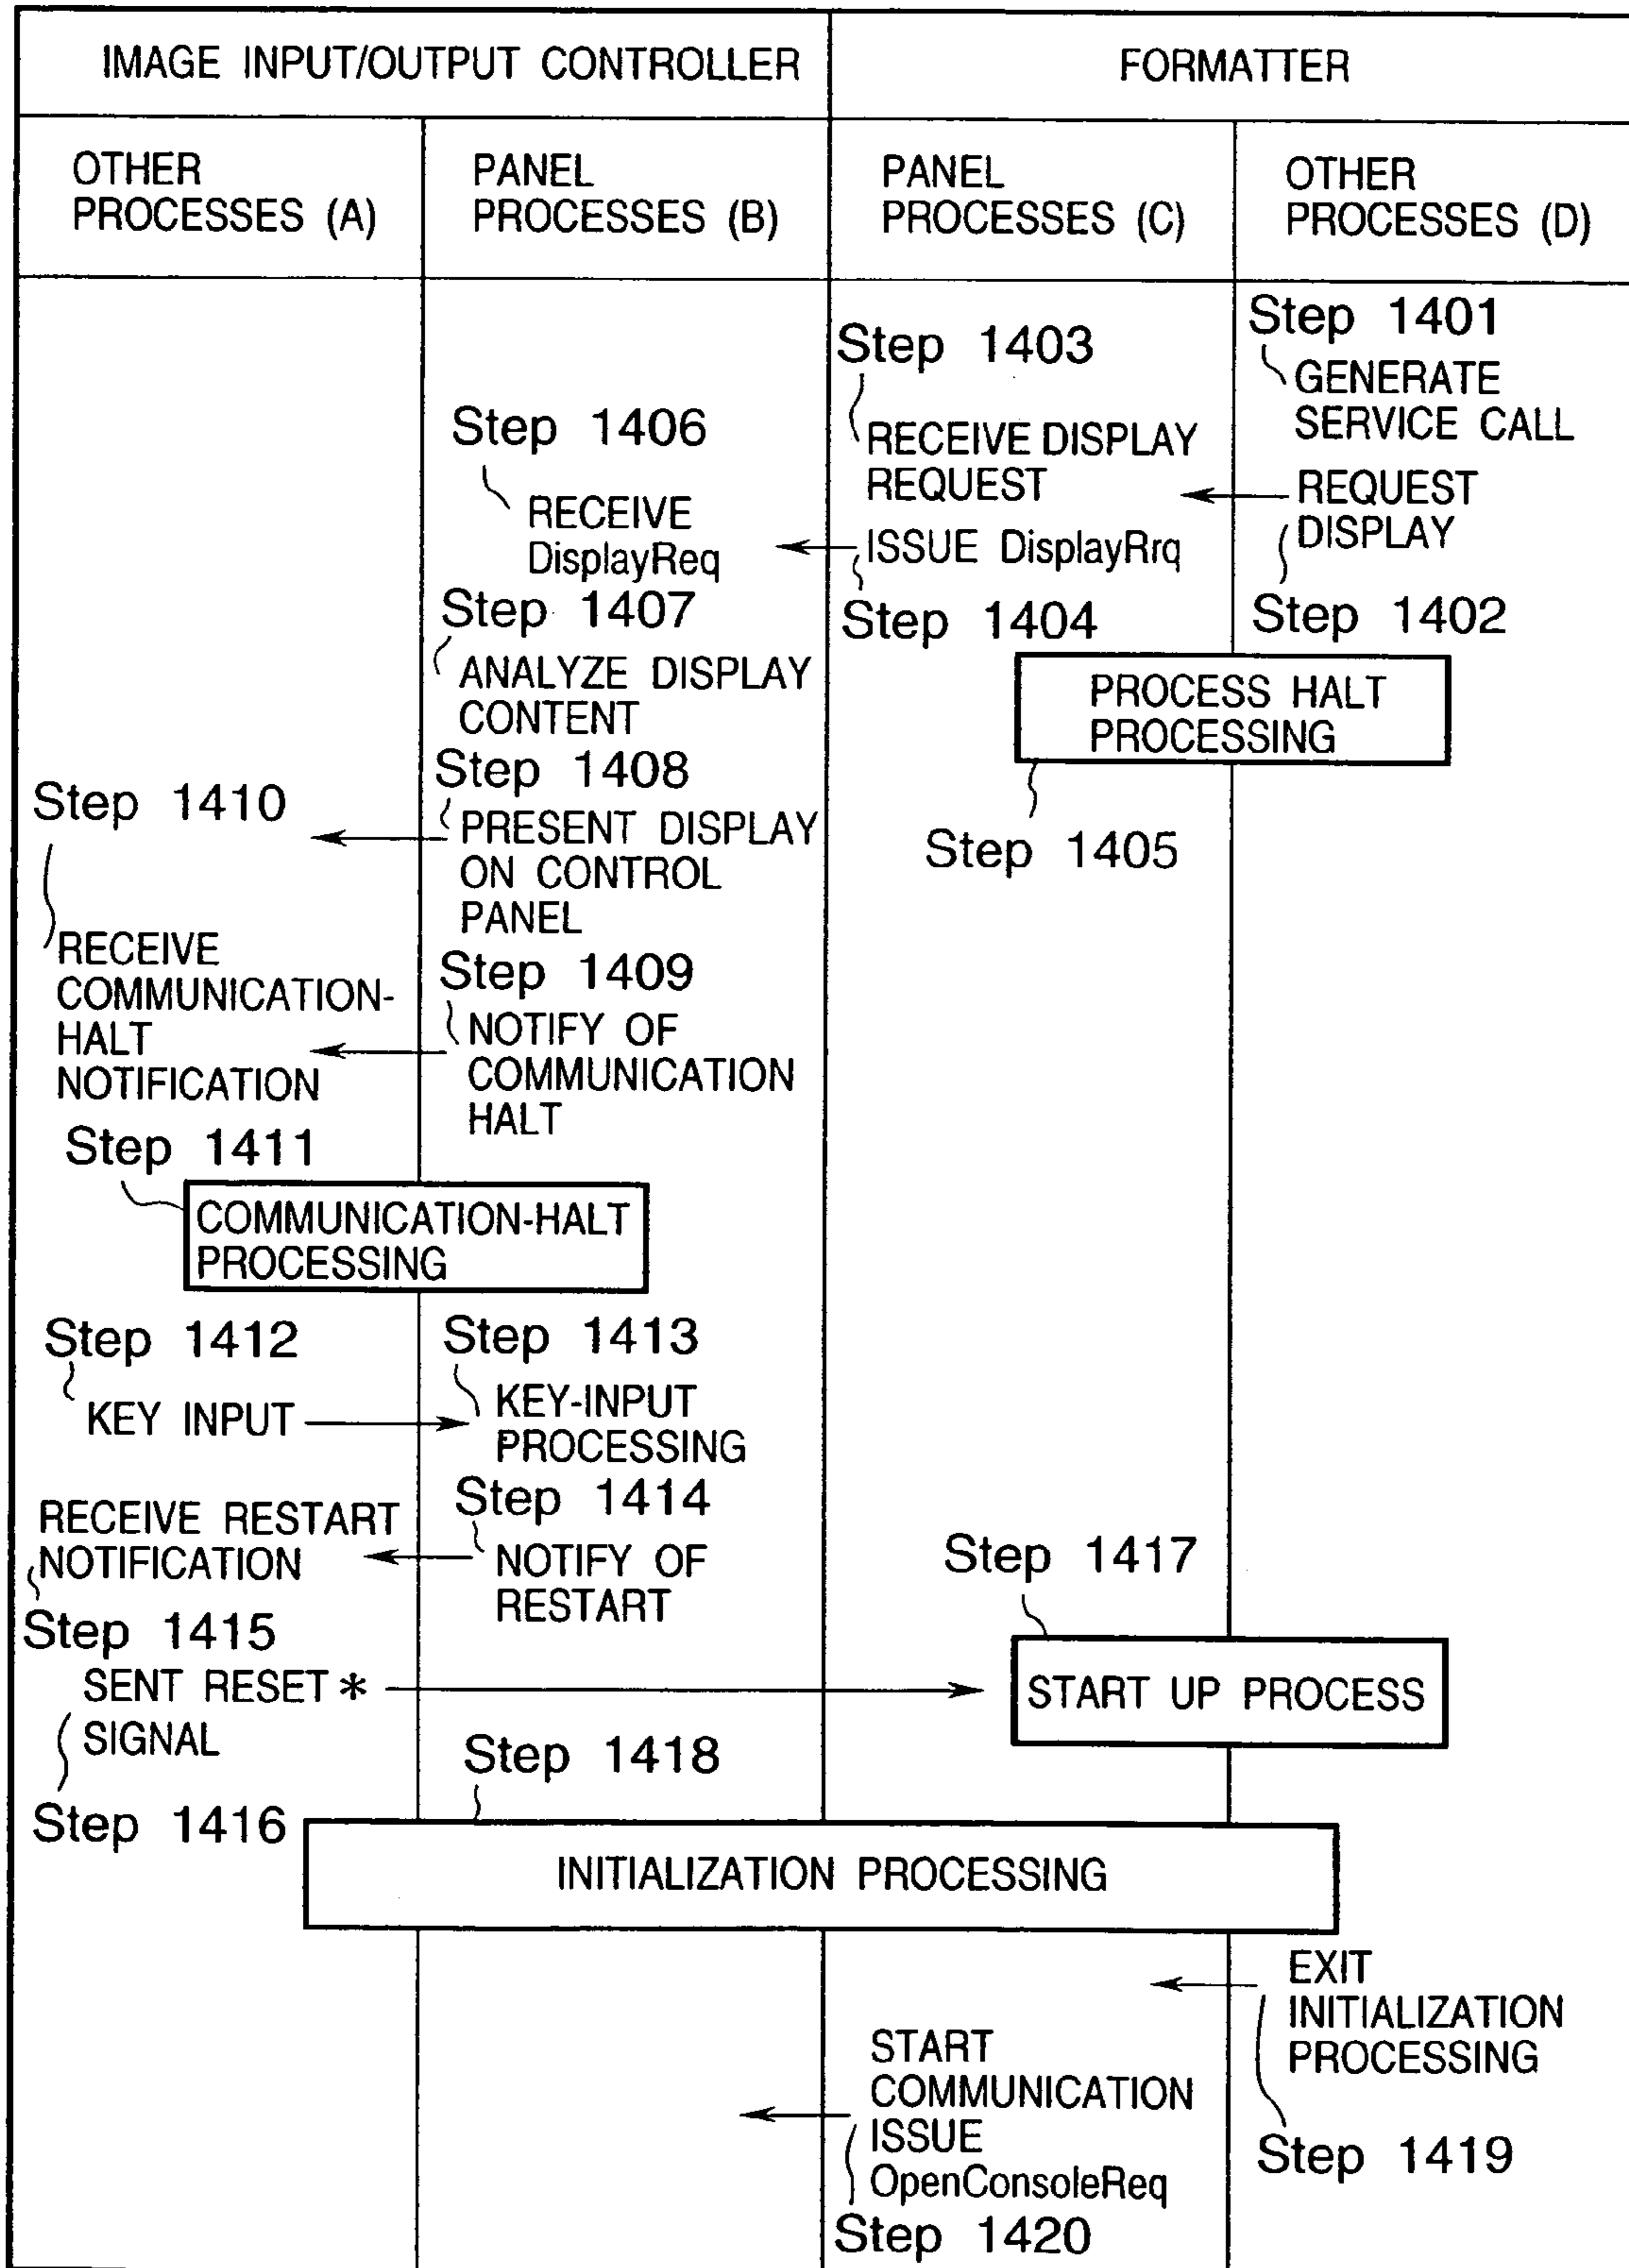 IMAGE INPUT/OUTPUT CONTROLLER
FORMATTER
OTHER
PROCESSES (A)
PANEL
PROCESSES (B)
PANEL
PROCESSES (C)
OTHER
PROCESSES (D)
Step 1401
GENERATE
SERVICE CALL
REQUEST
DISPLAY
Step 1402
Step 1403
RECEIVE DISPLAY
REQUEST
ISSUE DisplayRrq
Step 1404
PROCESS HALT
PROCESSING
Step 1405
Step 1406
RECEIVE
DisplayReq
Step 1407
ANALYZE DISPLAY
CONTENT
Step 1408
PRESENT DISPLAY
ON CONTROL
PANEL
Step 1409
NOTIFY OF
COMMUNICATION
HALT
Step 1410
RECEIVE
COMMUNICATION-
HALT
NOTIFICATION
Step 1411
COMMUNICATION-HALT
PROCESSING
Step 1412
KEY INPUT
Step 1413
KEY-INPUT
PROCESSING
Step 1414
NOTIFY OF
RESTART
RECEIVE RESTART
NOTIFICATION
Step 1415
SENT RESET *
SIGNAL
Step 1416
Step 1417
START UP PROCESS
Step 1418
INITIALIZATION PROCESSING
EXIT
INITIALIZATION
PROCESSING
Step 1419
START
COMMUNICATION
ISSUE
OpenConsoleReq
Step 1420